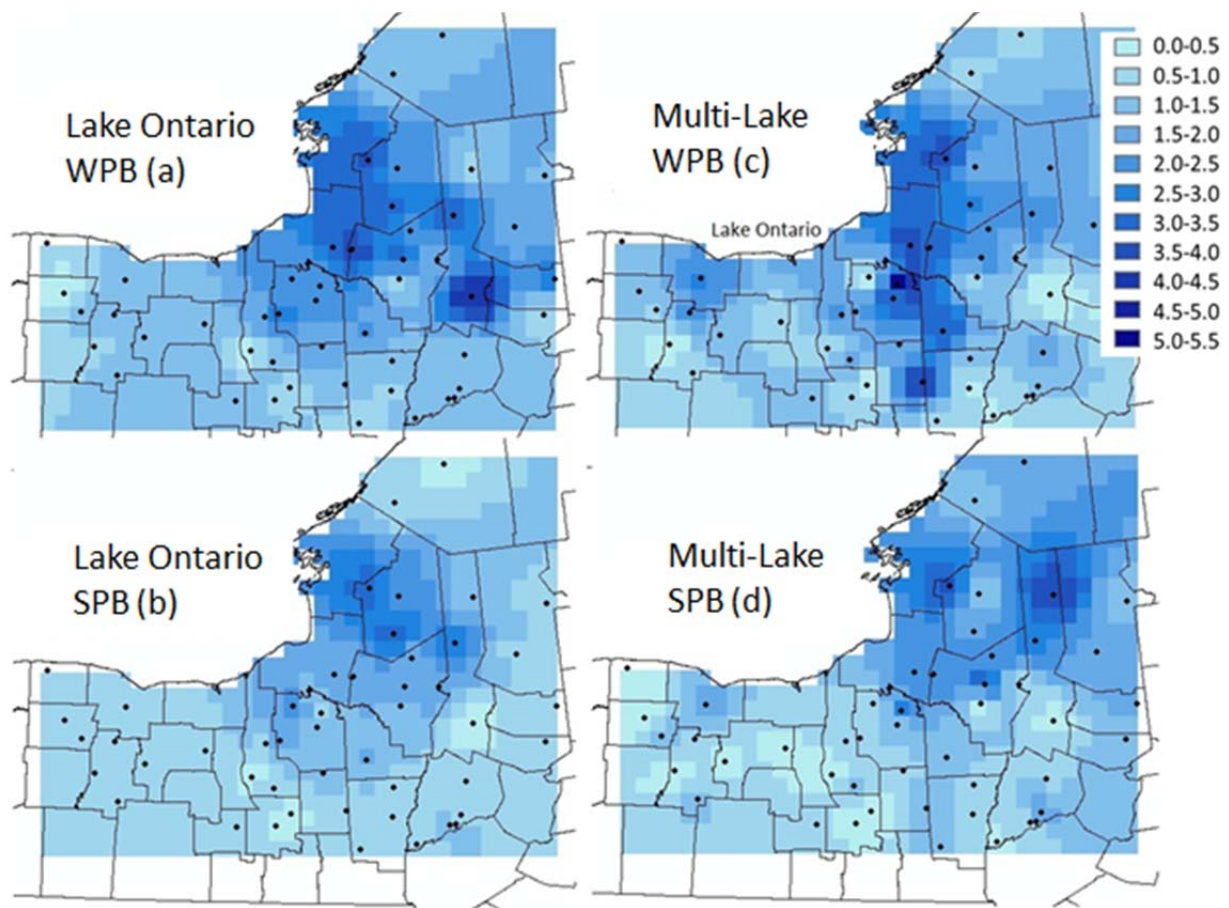 Lake Ontario
WPB (a)
Multi-Lake
WPB (c)
Lake Ontario
0.0-0.5
0.5-1.0
1.0-1.5
1.5-2.0
2.0-2.5
2.5-3.0
3.0-3.5
3.5-4.0
4.0-4.5
4.5-5.0
5.0-5.5
Lake Ontario
SPB (b)
Multi-Lake
SPB (d)